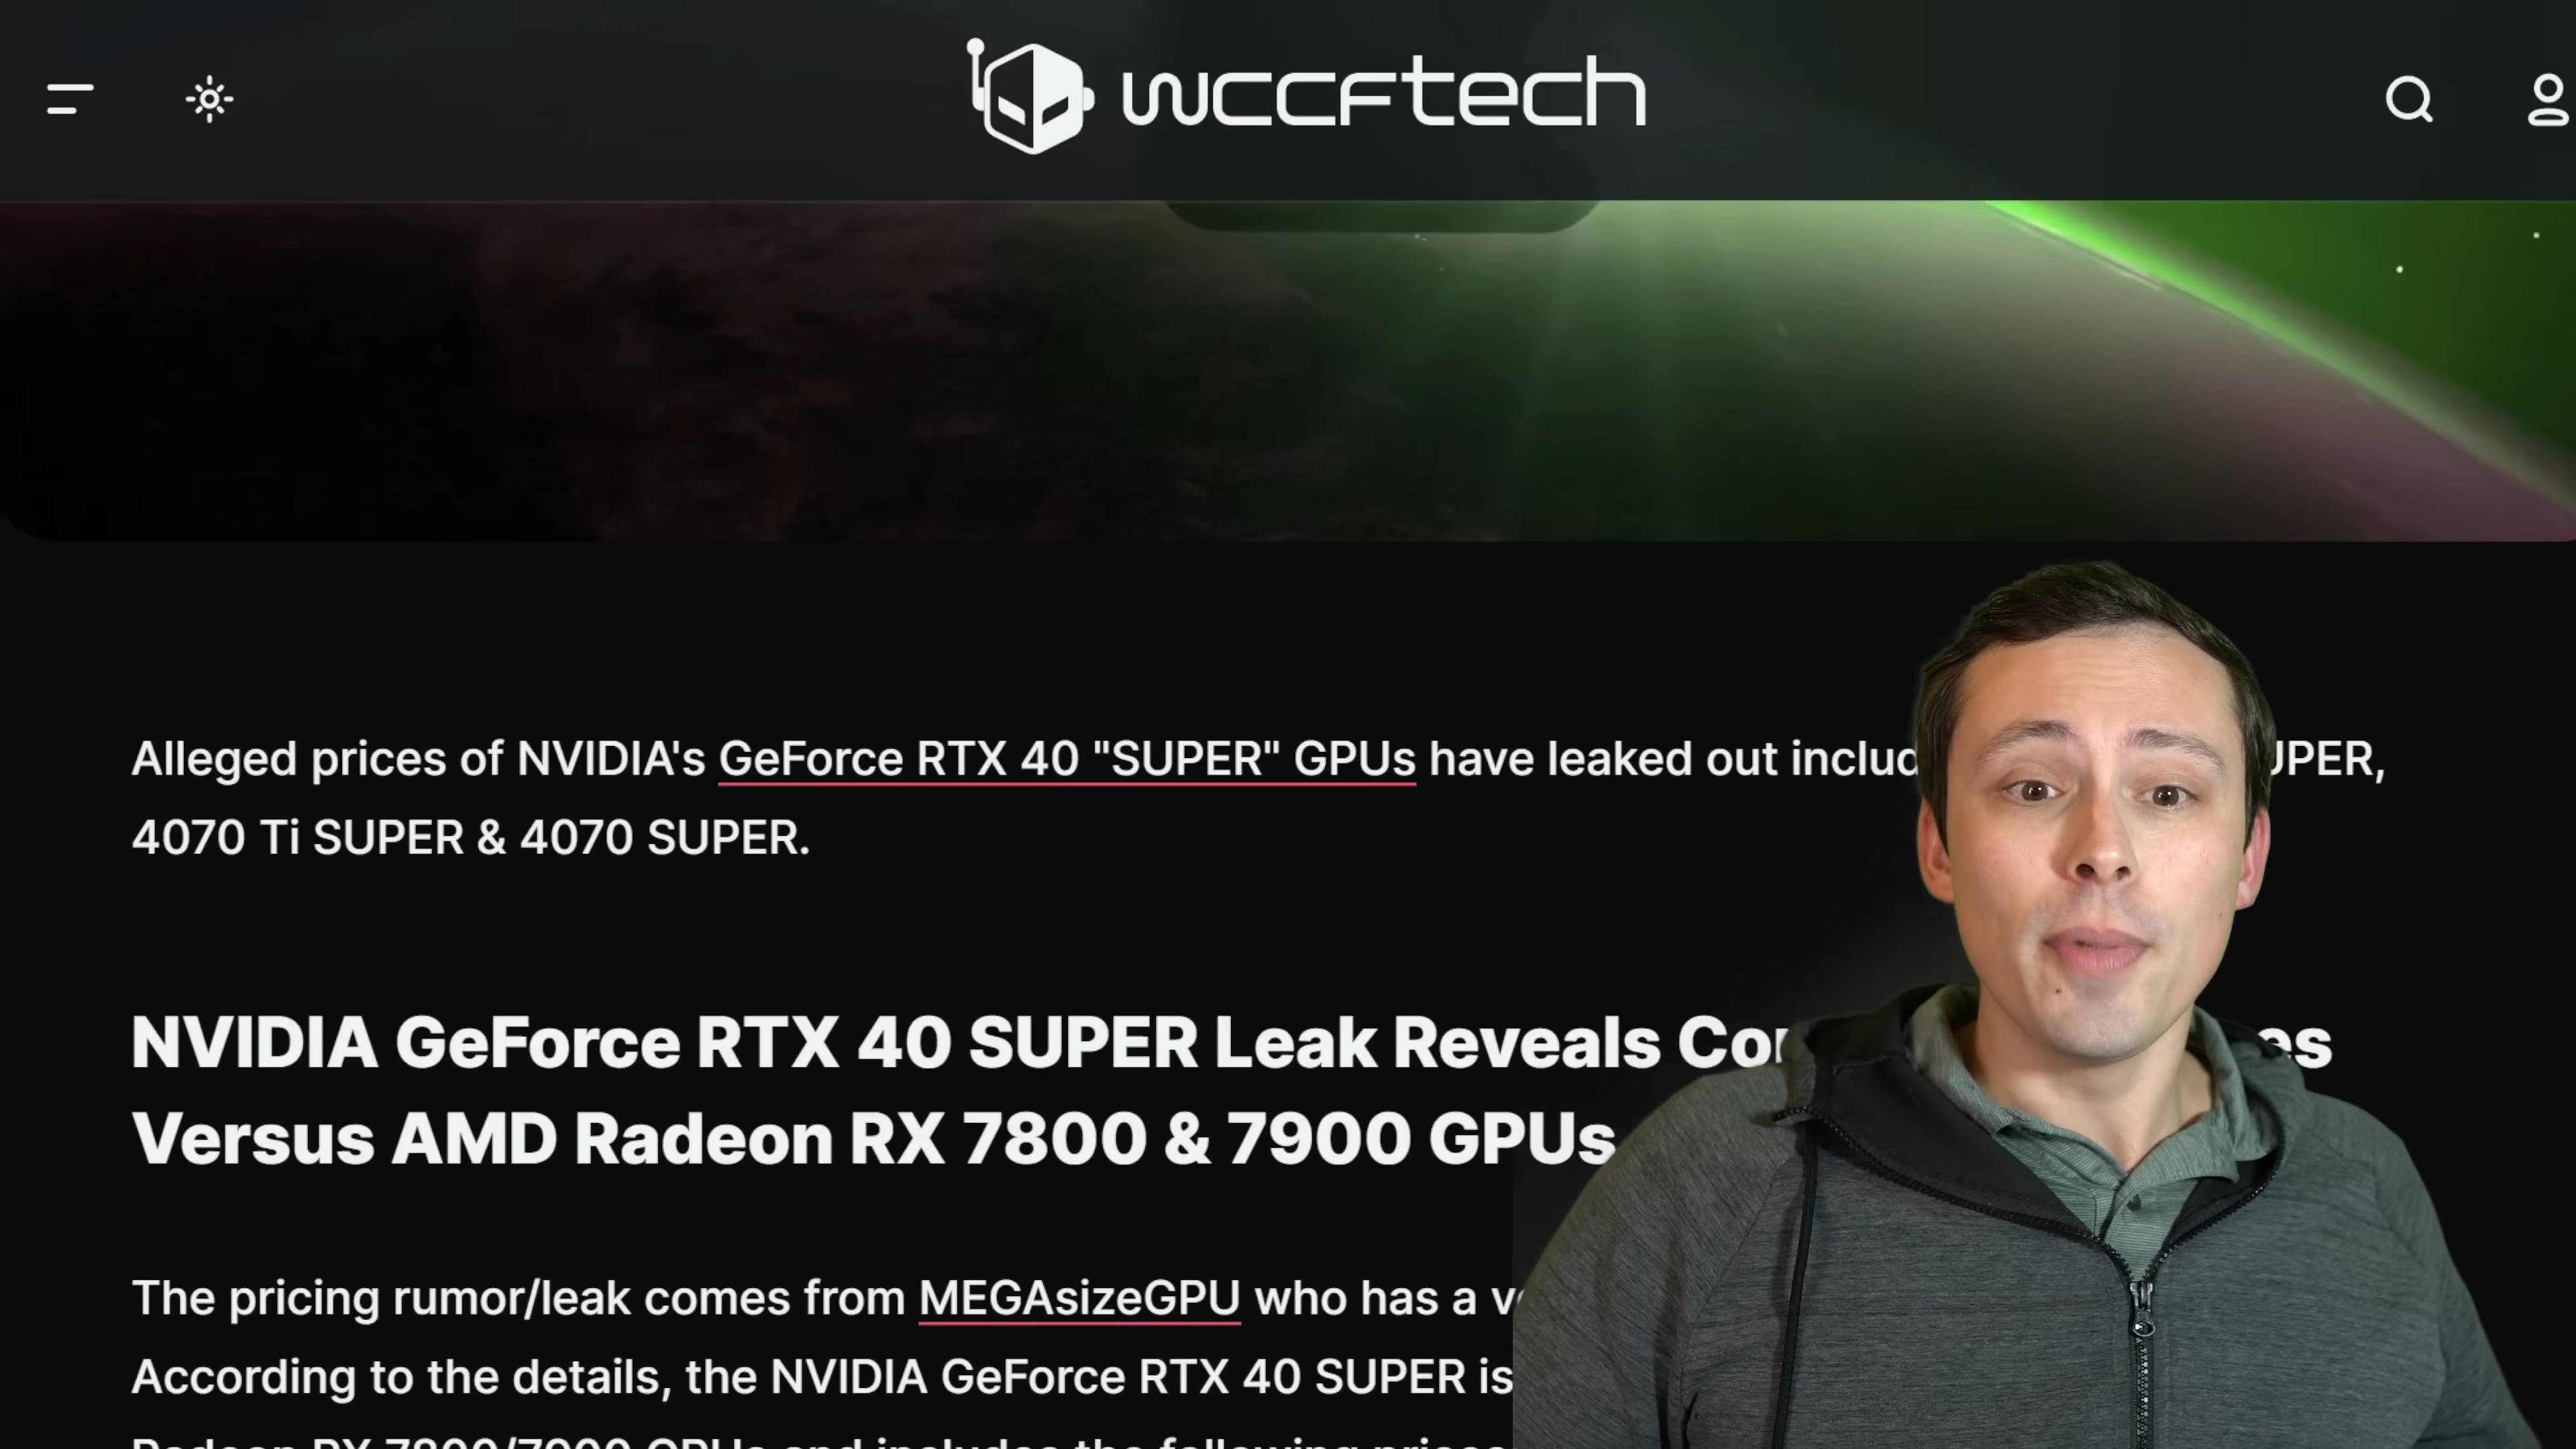 wccftech
Alleged prices of NVIDIA's GeForce RTX 40 "SUPER" GPUs have leaked out
4070 Ti SUPER & 4070 SUPER.
NVIDIA GeForce RTX 40 SUPER Leak Reveals
Versus AMD Radeon RX 7800 & 7900 GPUs
The pricing rumor/leak comes from MEGAsizeGPU who has a
According to the details, the NVIDIA GeForce RTX 40 SUPER is